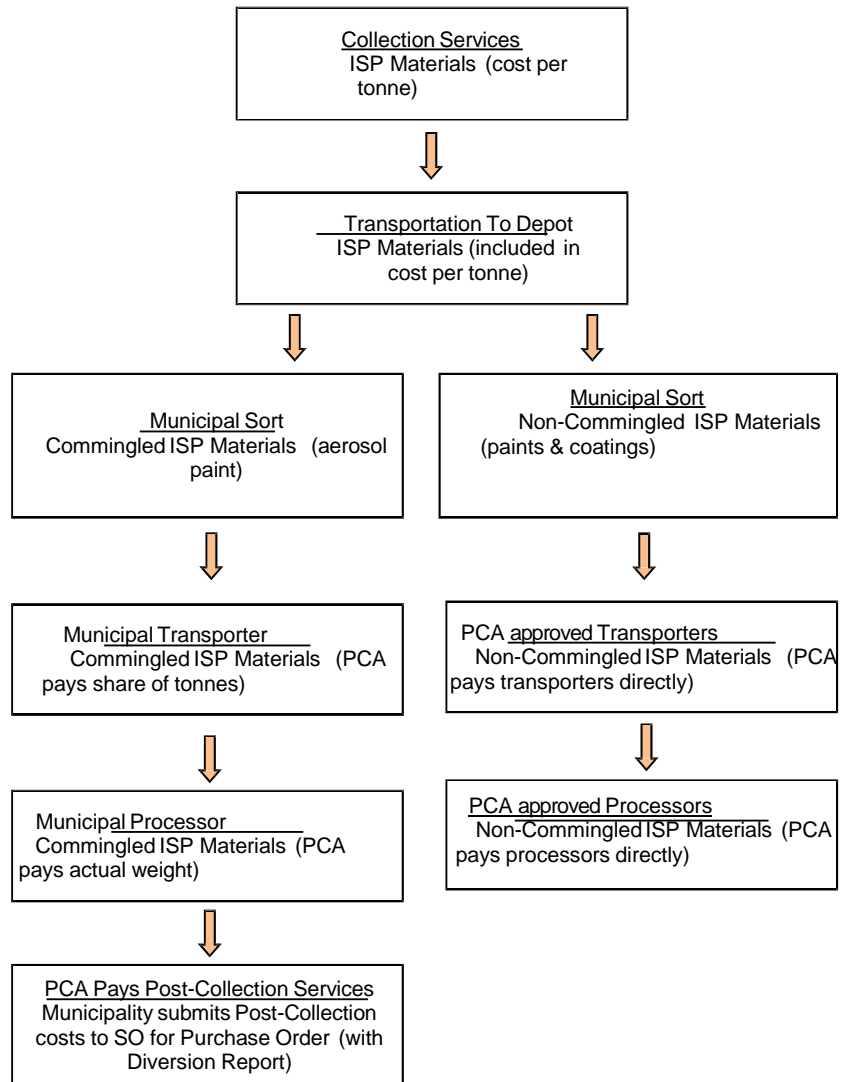 Collection Services
ISP Materials (cost per
tonne)
Transportation To Depot
ISP Materials (included in
cost per tonne)
Municipal Sort
Commingled ISP Materials (aerosol
paint)
Municipal Sort
Non-Commingled ISP Materials
(paints & coatings)
Municipal Transporter
Commingled ISP Materials (PCA
pays share of tonnes)
PCA approved Transporters
Non-Commingled ISP Materials (PCA
pays transporters directly)
Municipal Processor
Commingled ISP Materials (PCA
pays actual weight)
PCA approved Processors
Non-Commingled ISP Materials (PCA
pays processors directly)
PCA Pays Post-Collection Services
Municipality submits Post-Collection
costs to SO for Purchase Order (with
Diversion Report)